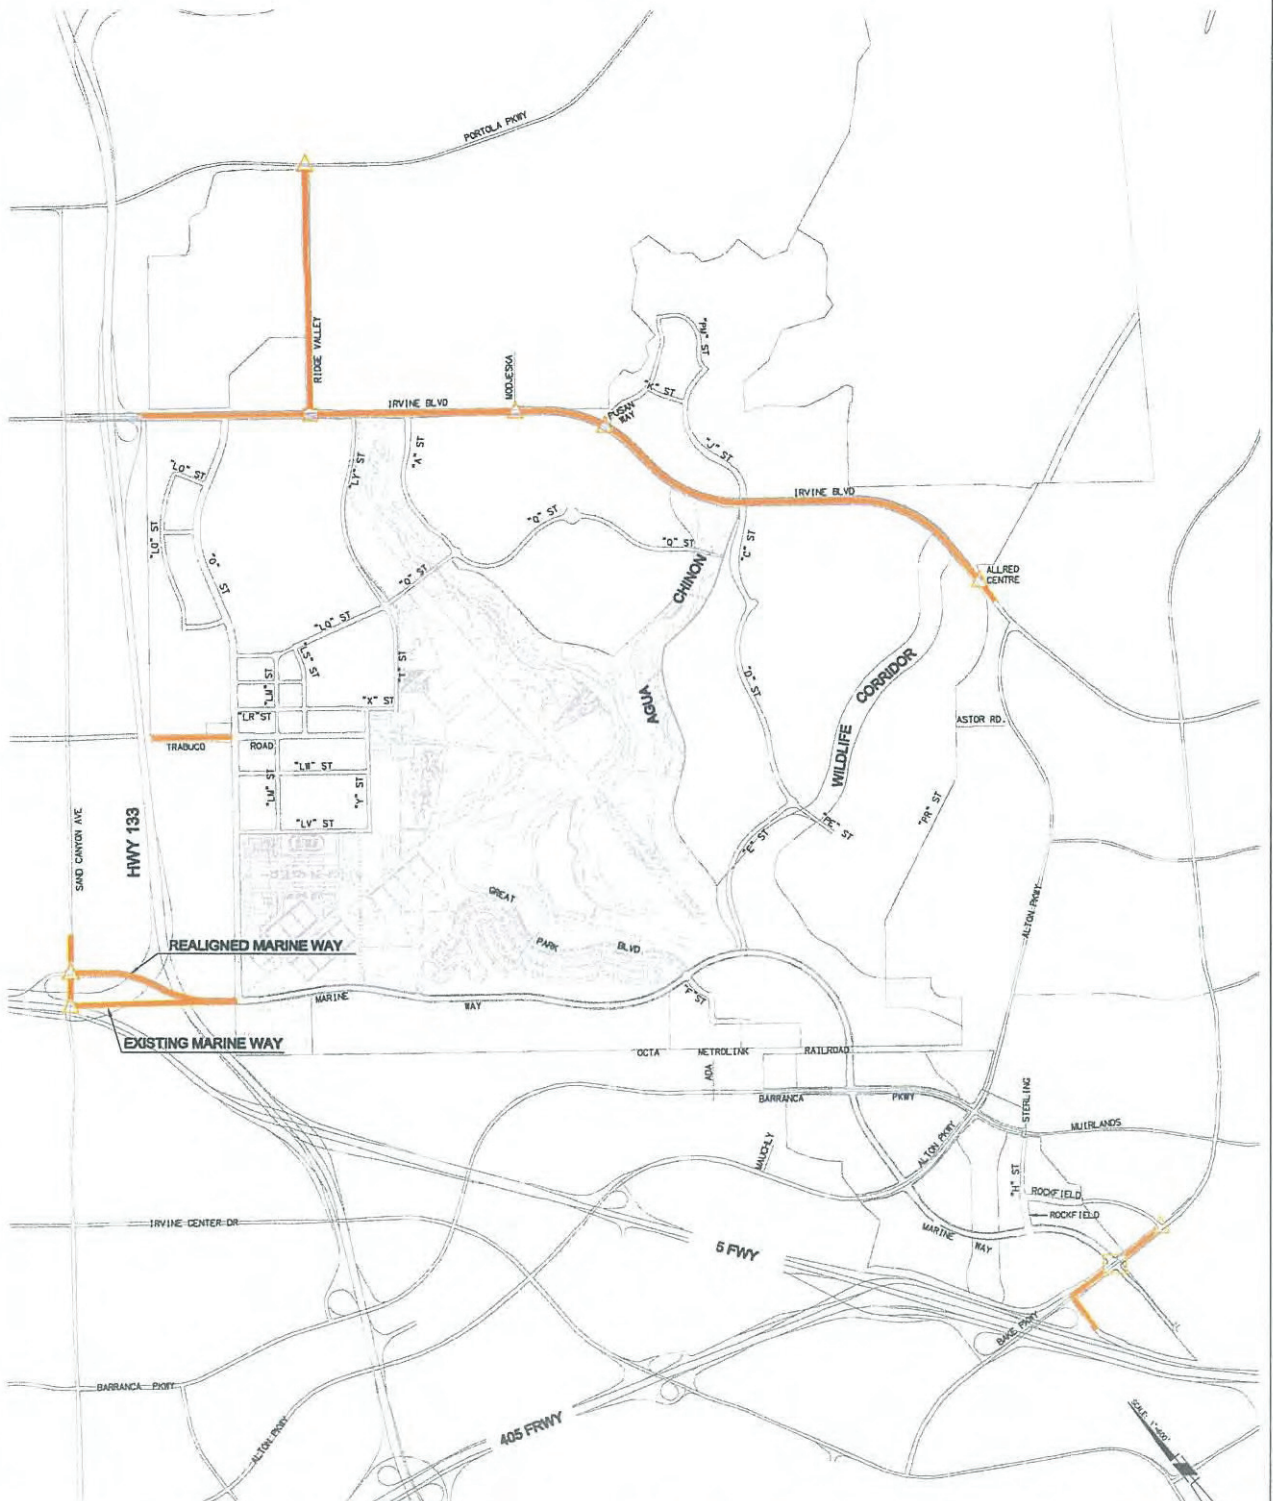 PORTOLA PKWY
RIDGE VALLEY
MODJESKA
"PW" ST
"K" ST
IRVINE BLVD
PUSAN
WAY
"A" ST
"LY" ST
"J" ST
"LO" ST
IRVINE BLVD
"LQ" ST
"O" ST
"Q" ST
"O" ST
"C" ST
CHINON
ALLRED
CENTRE
"O" ST
"LQ" ST
"LS" ST
"I" ST
CORRIDOR
"D" ST
"LM" ST
"X" ST
AGUA
"LR" ST
ASTOR RD.
TRABUCO
ROAD
WILDLIFE
"LW" ST
"LM" ST
"Y" ST
"LV" ST
"PR" ST
SAND CANYON AVE
HWY 133
"PE" ST
"E" ST
GREAT
PARK
BLVD.
ALTON PKWY
REALIGNED MARINE WAY
MARINE
WAY
EXISTING MARINE WAY
OCTA
METROLINK
RAILROAD
ADA
BARRANCA
PKWY
STERLING
MUIRLANDS
MAUCHLY
ALTON PKWY
"H" ST
ROCKFIELD
ROCKFIELD
IRVINE CENTER DR
MARINE
WAY
5 FWY
BAKE PKWY
BARRANCA PKWY
ALTON PKWY
405 FRWY